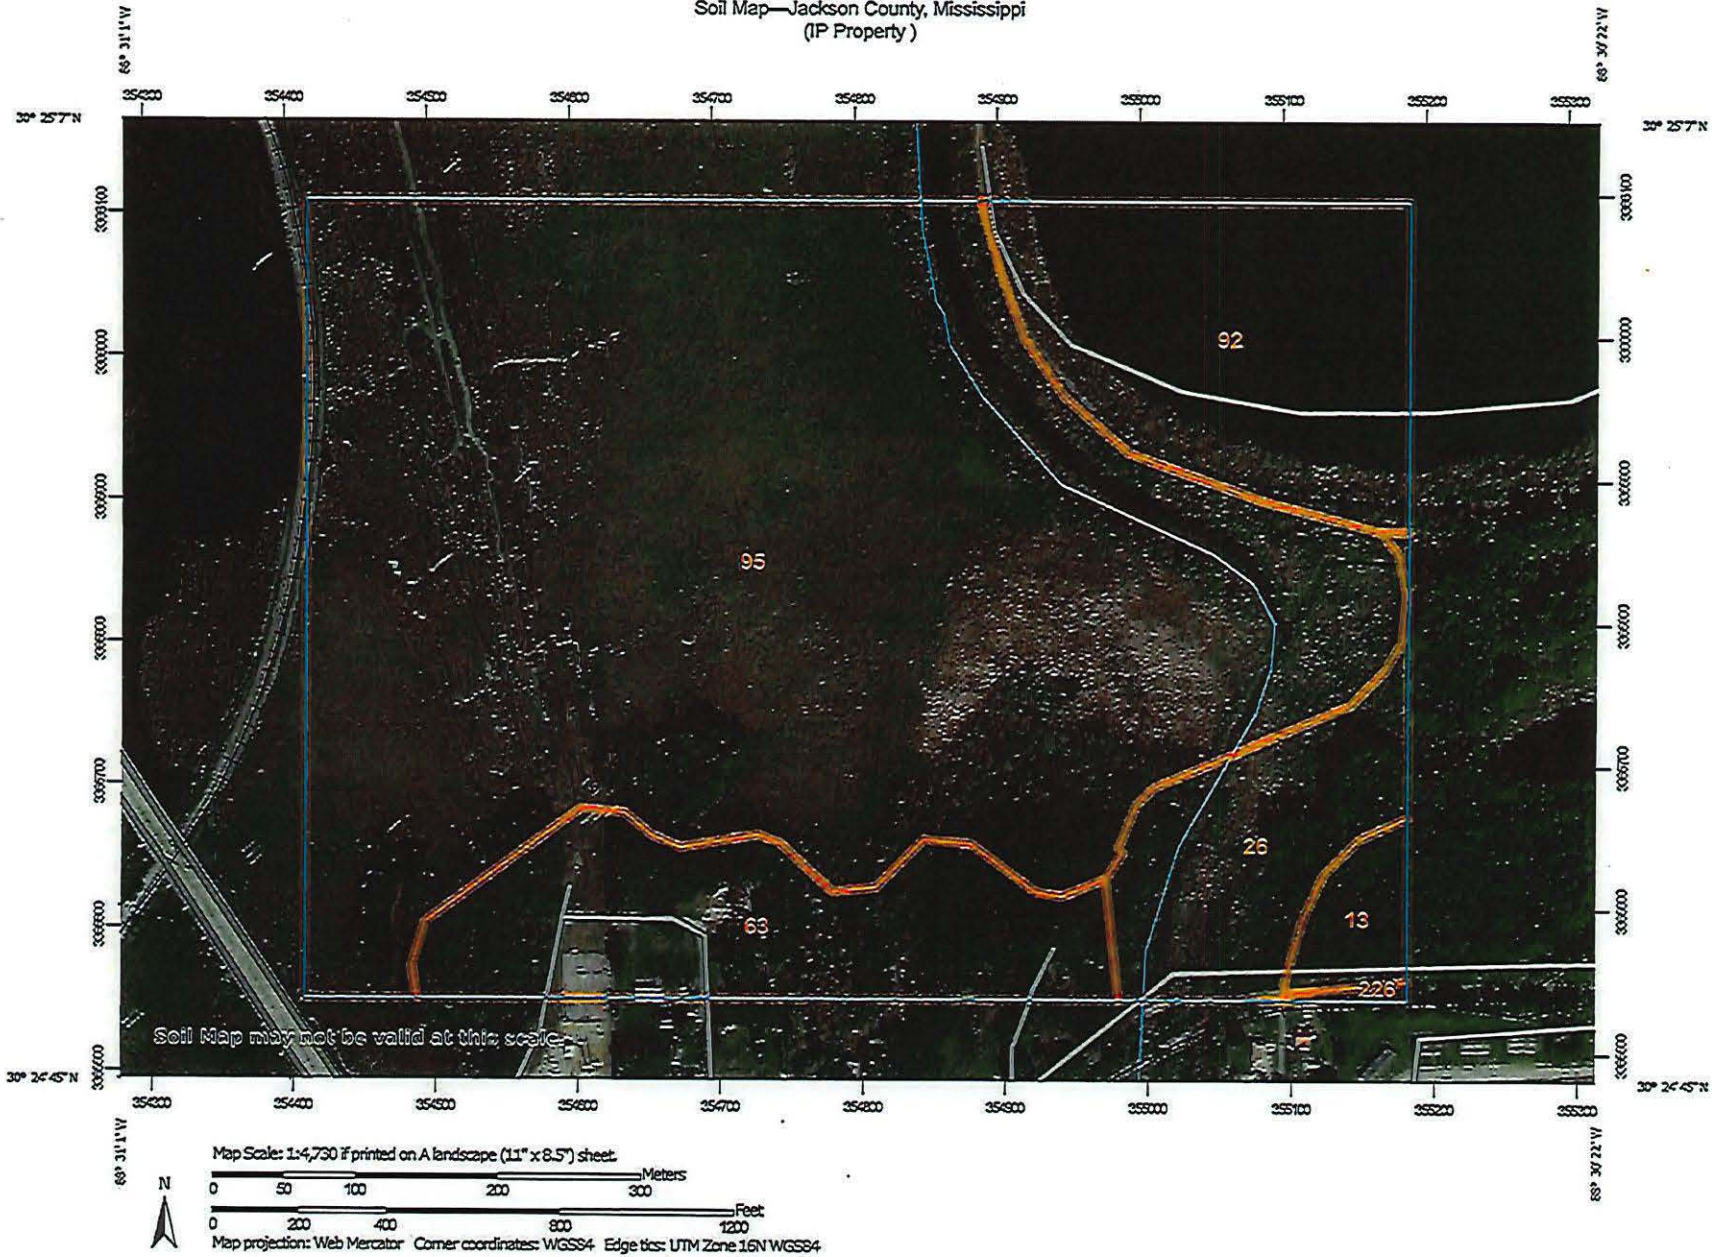 Soil Map—Jackson County, Mississippi
(IP Property )
88° 31' 1" W
88° 30' 22" W
354300 354400 354500 354600 354700 354800 354900 355000 355100 355200 355300
30° 25' 7" N
30° 25' 7" N
92
95
26
13
63
226
Soil Map may not be valid at this scale.
30° 24' 45" N
30° 24' 45" N
354300 354400 354500 354600 354700 354800 354900 355000 355100 355200 355300
88° 31' 1" W
88° 30' 22" W
Map Scale: 1:4,730 if printed on A landscape (11" x 8.5") sheet.
Meters
0 50 100 200 300
N
Feet
0 200 400 800 1200
Map projection: Web Mercator Corner coordinates: WGS84 Edge tics: UTM Zone 16N WGS84